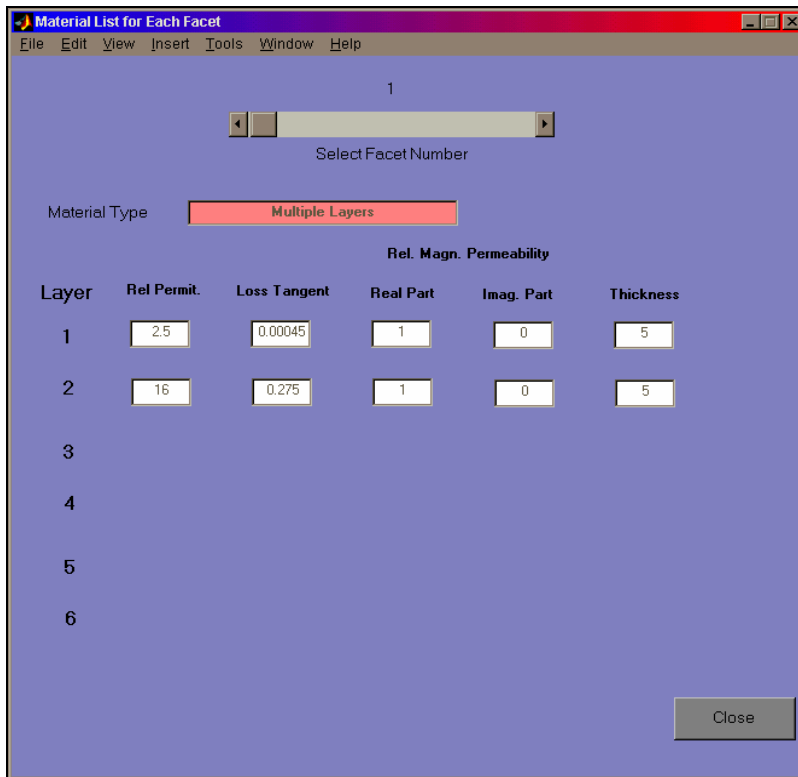 Material List for Each Facet
File Edit View Insert Tools Window Help
1
Select Facet Number
Material Type Multiple Layers
Rel. Magn. Permeability
Layer Rel Permit. Loss Tangent Real Part Imag. Part Thickness
1 2.5 0.00045 1 0 5
2 16 0.275 1 0 5
3
4
5
6
Close